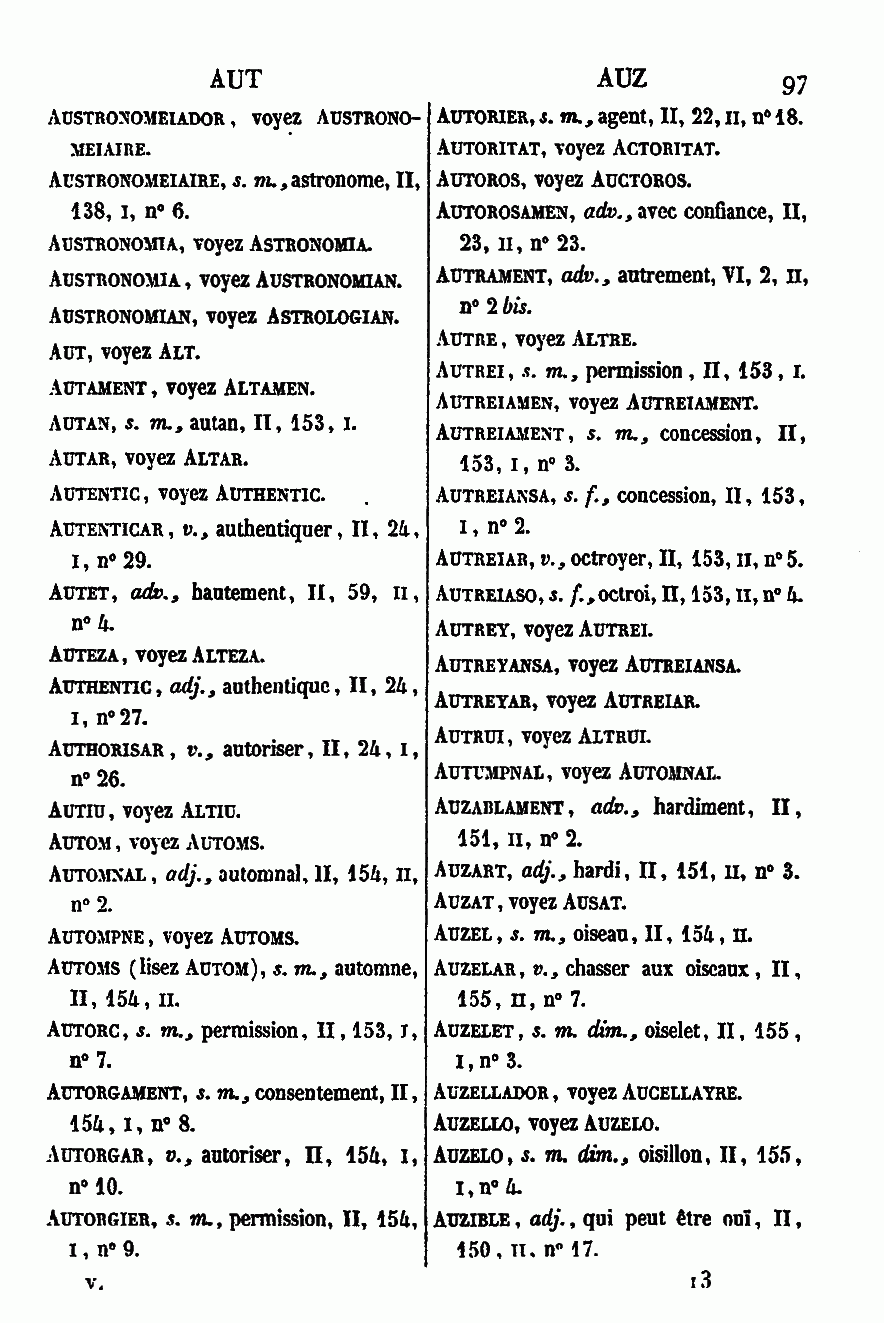 AUT
AUZ
97
AUSTRONOMEIADOR, voyez AUSTRONO-
MEIAIRE.
AUSTRONOMEIAIRE, s. m., astronome, II,
138, I, n° 6.
AUSTRONOMIA, voyez ASTRONOMIA.
AUSTRONOMIA, voyez AUSTRONOMIAN.
AUSTRONOMIAN, voyez ASTROLOGIAN.
AUT, voyez ALT.
AUTAMENT, voyez ALTAMEN.
AUTAN, s. m., autan, II, 153, I.
AUTAR, voyez ALTAR.
AUTENTIC, voyez AUTHENTIC.
AUTENTICAR, v., authentiquer, II, 24,
I, n° 29.
AUTET, adv., hautement, II, 59, II,
n° 4.
AUTEZA, voyez ALTEZA.
AUTHENTIC, adj., authentique, II, 24,
I, n° 27.
AUTHORISAR, v., autoriser, II, 24, I,
n° 26.
AUTIU, voyez ALTIU.
AUTOM, voyez AUTOMS.
AUTOMNAL, adj., automnal, II, 154, II,
n° 2.
AUTOMPNE, voyez AUTOMS.
AUTOMS (lisez AUTOM), s. m., automne,
II, 154, II.
AUTORC, s. m., permission, II, 153, I,
n° 7.
AUTORGAMENT, s. m., consentement, II,
154, I, n° 8.
AUTORGAR, v., autoriser, II, 154, I,
n° 10.
AUTORGIER, s. m., permission, II, 154,
I, n° 9.
V.
AUTORIER, s. m., agent, II, 22, II, n° 18.
AUTORITAT, voyez ACTORITAT.
AUTOROS, voyez AUCTOROS.
AUTOROSAMEN, adv., avec confiance, II,
23, II, n° 23.
AUTRAMENT, adv., autrement, VI, 2, II,
n° 2 bis.
AUTRE, voyez ALTRE.
AUTREI, s. m., permission, II, 153, I.
AUTREIAMEN, voyez AUTREIAMENT.
AUTREIAMENT, s. m., concession, II,
153, I, n° 3.
AUTREIANSA, s. f., concession, II, 153,
I, n° 2.
AUTREIAR, v., octroyer, II, 153, II, n° 5.
AUTREIASO, s. f., octroi, II, 153, II, n° 4.
AUTREY, voyez AUTREI.
AUTREYANSA, voyez AUTREIANSA.
AUTREYAR, voyez AUTREIAR.
AUTRUI, voyez ALTRUI.
AUTUMPNAL, voyez AUTOMNAL.
AUZABLAMENT, adv., hardiment, II,
151, II, n° 2.
AUZART, adj., hardi, II, 151, II, n° 3.
AUZAT, voyez AUSAT.
AUZEL, s. m., oiseau, II, 154, II.
AUZELAR, v., chasser aux oiseaux, II,
155, II, n° 7.
AUZELET, s. m. dim., oiselet, II, 155,
I, n° 3.
AUZELLADOR, voyez AUCELLAYRE.
AUZELLO, voyez AUZELO.
AUZELO, s. m. dim., oisillon, II, 155,
I, n° 4.
AUZIBLE, adj., qui peut être ouï, II,
150, II, n° 17.
13